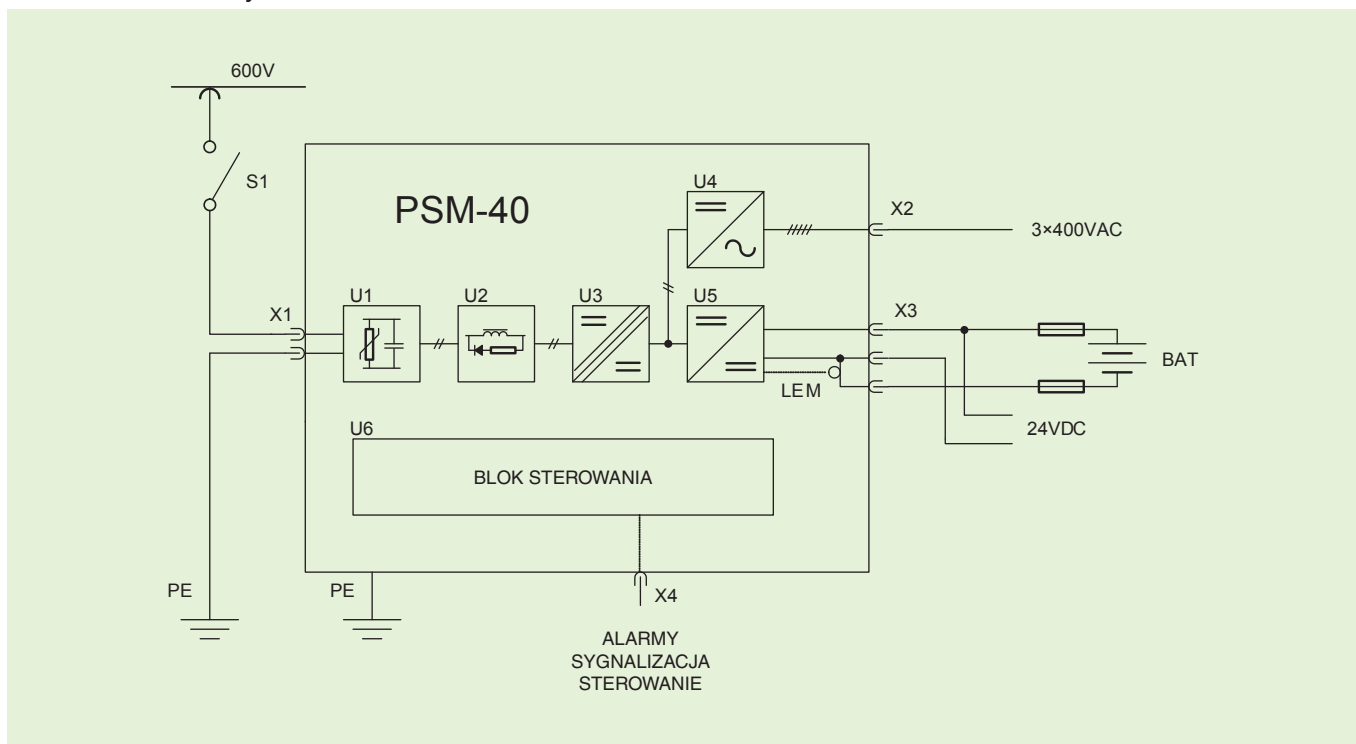 600V
S1
PSM-40
U4
X2
3×400VAC
X1
U1
U2
U3
U5
X3
BAT
LEM
24VDC
U6
BLOK STEROWANIA
PE
PE
X4
ALARMY
SYGNALIZACJA
STEROWANIE